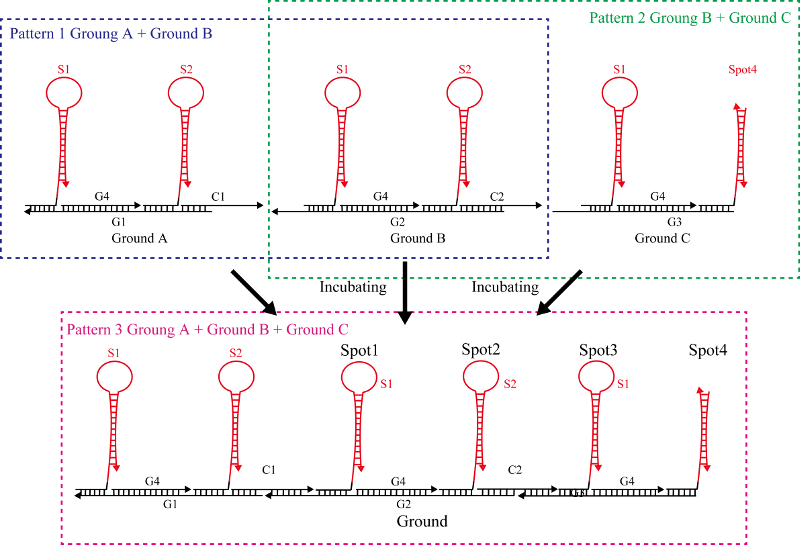 Pattern 1 Groung A + Ground B
Pattern 2 Groung B + Ground C
S1
S2
S1
S2
S1
Spot4
G4
C1
G4
C2
G4
G1
G2
G3
Ground A
Ground B
Ground C
Incubating
Incubating
Pattern 3 Groung A + Ground B + Ground C
S1
S2
Spot1
Spot2
Spot3
Spot4
S1
S2
S1
G4
C1
G4
C2
G4
G1
G2
G3
Ground